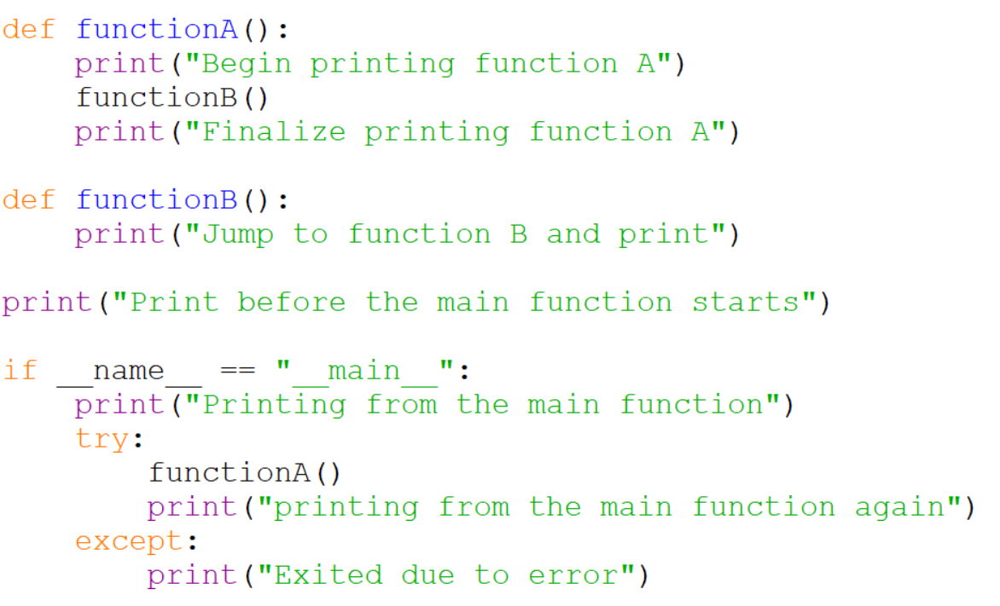 def functionA():
    print("Begin printing function A")
    functionB()
    print("Finalize printing function A")

def functionB():
    print("Jump to function B and print")

print("Print before the main function starts")

if __name__ == "__main__":
    print("Printing from the main function")
    try:
        functionA()
        print("printing from the main function again")
    except:
        print("Exited due to error")